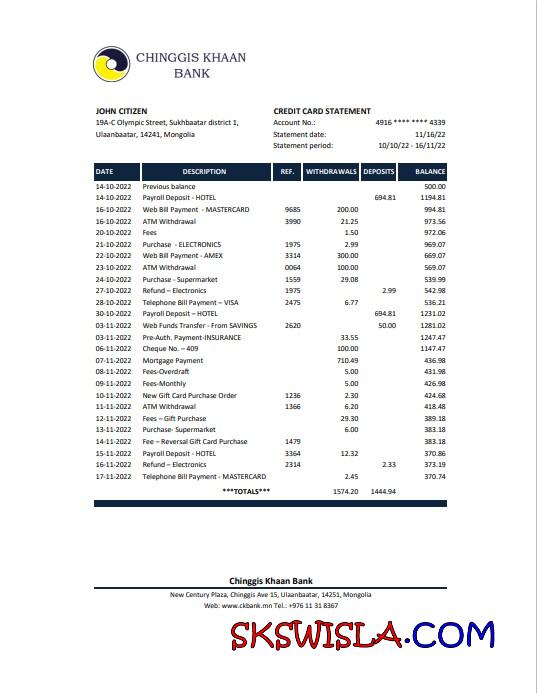 CHINGGIS KHAAN
BANK
JOHN CITIZEN
19A-C Olympic Street, Sukhbaatar district 1,
Ulaanbaatar, 14241, Mongolia
CREDIT CARD STATEMENT
Account No.: 4916 **** **** 4339
Statement date: 11/16/22
Statement period: 10/10/22 - 16/11/22
DATE DESCRIPTION REF. WITHDRAWALS DEPOSITS BALANCE
14-10-2022 Previous balance 500.00
14-10-2022 Payroll Deposit - HOTEL 694.81 1194.81
16-10-2022 Web Bill Payment - MASTERCARD 9685 200.00 994.81
16-10-2022 ATM Withdrawal 3990 21.25 973.56
20-10-2022 Fees 1.50 972.06
21-10-2022 Purchase - ELECTRONICS 1975 2.99 969.07
22-10-2022 Web Bill Payment - AMEX 3314 300.00 669.07
23-10-2022 ATM Withdrawal 0064 100.00 569.07
24-10-2022 Purchase - Supermarket 1559 29.08 539.99
27-10-2022 Refund – Electronics 1975 2.99 542.98
28-10-2022 Telephone Bill Payment – VISA 2475 6.77 536.21
30-10-2022 Payroll Deposit – HOTEL 694.81 1231.02
03-11-2022 Web Funds Transfer - From SAVINGS 2620 50.00 1281.02
03-11-2022 Pre-Auth. Payment-INSURANCE 33.55 1247.47
06-11-2022 Cheque No. – 409 100.00 1147.47
07-11-2022 Mortgage Payment 710.49 436.98
08-11-2022 Fees-Overdraft 5.00 431.98
09-11-2022 Fees-Monthly 5.00 426.98
10-11-2022 New Gift Card Purchase Order 1236 2.30 424.68
11-11-2022 ATM Withdrawal 1366 6.20 418.48
12-11-2022 Fees – Gift Purchase 29.30 389.18
13-11-2022 Purchase- Supermarket 6.00 383.18
14-11-2022 Fee – Reversal Gift Card Purchase 1479 383.18
15-11-2022 Payroll Deposit - HOTEL 3364 12.32 370.86
16-11-2022 Refund – Electronics 2314 2.33 373.19
17-11-2022 Telephone Bill Payment - MASTERCARD 2.45 370.74
***TOTALS*** 1574.20 1444.94
Chinggis Khaan Bank
New Century Plaza, Chinggis Ave 15, Ulaanbaatar, 14251, Mongolia
Web: www.ckbank.mn Tel.: +976 11 31 8367
SKSWISLA.COM